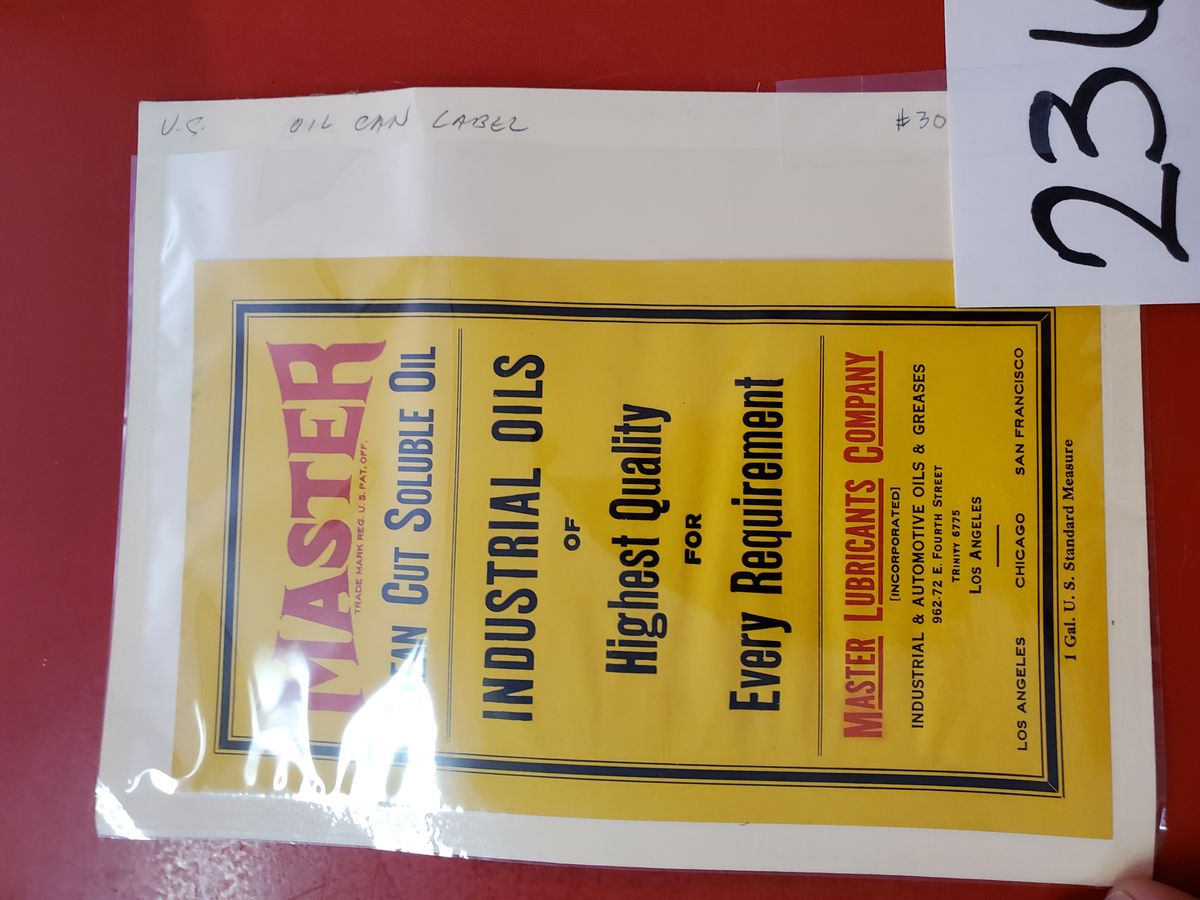 U.S. OIL CAN LABEL $30
MASTER
TRADE MARK REG. U.S. PAT. OFF.
CUT SOLUBLE OIL
INDUSTRIAL OILS
OF
Highest Quality
FOR
Every Requirement
MASTER LUBRICANTS COMPANY
[INCORPORATED]
INDUSTRIAL & AUTOMOTIVE OILS & GREASES
962-72 E. FOURTH STREET
TRINITY 6775
LOS ANGELES
LOS ANGELES CHICAGO SAN FRANCISCO
1 Gal. U. S. Standard Measure